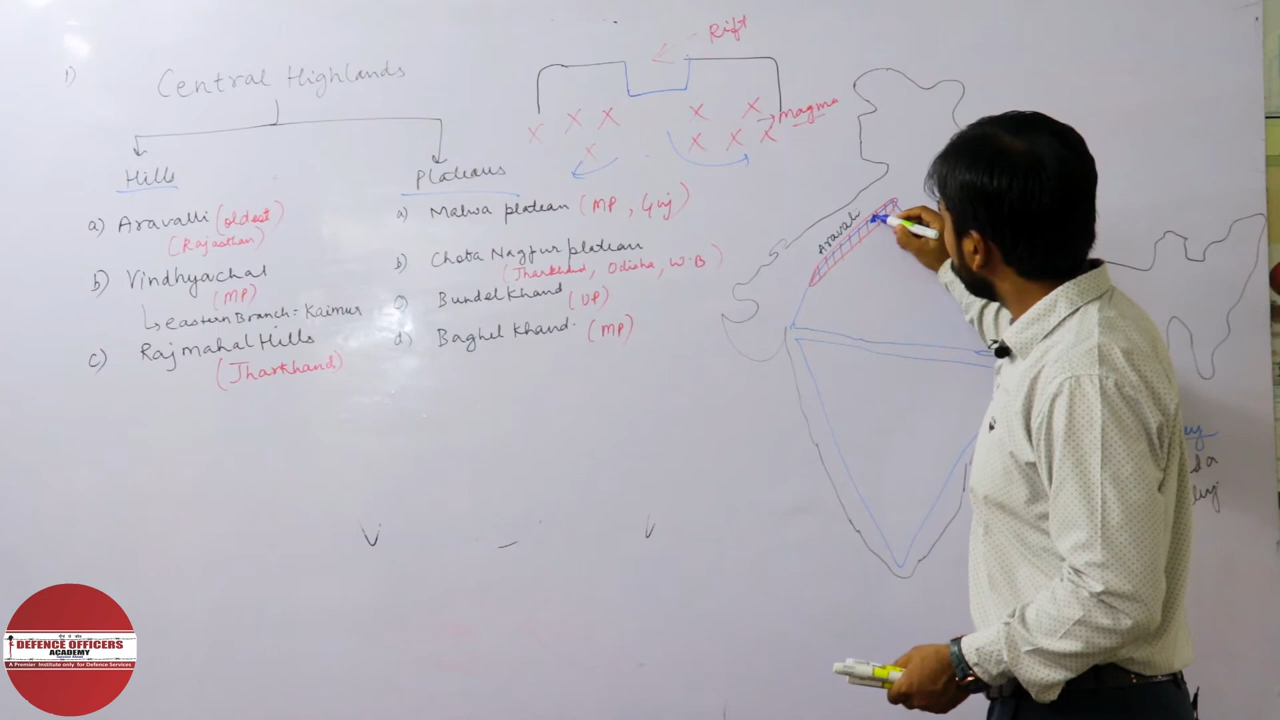 1) Central Highlands
Hills
a) Aravalli (oldest)
(Rajasthan)
b) Vindhyachal
(MP)
eastern Branch = Kaimur
c) Rajmahal Hills
(Jharkhand)
Plateaus
a) Malwa plateau (MP, Guj)
b) Chota Nagpur plateau
(Jharkhand, Odisha, W.B)
c) Bundelkhand (UP)
d) Baghel Khand. (MP)
Rift
X X X X X X X X X
Magma
Aravali
DEFENCE OFFICERS
ACADEMY
A Premier Institute only for Defence Services